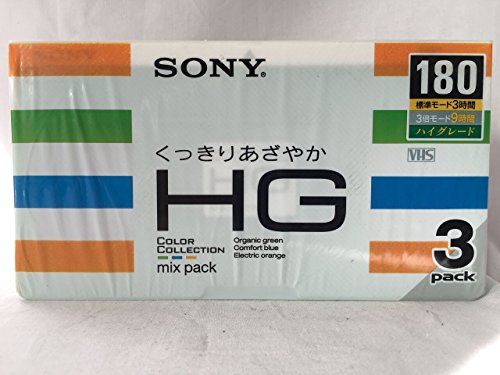 SONY®
180
標準モード3時間
3倍モード9時間
ハイグレード
VHS
くっきりあざやか
HG
COLOR COLLECTION
mix pack
Organic green
Comfort blue
Electric orange
3 pack